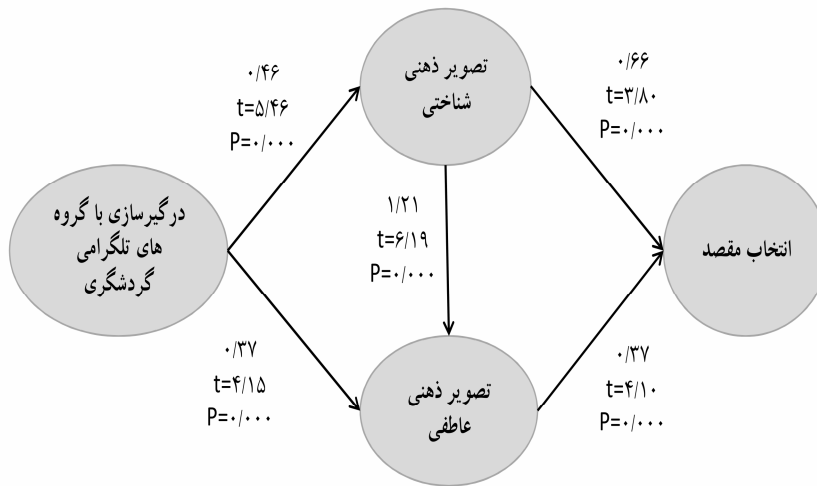 تصویر ذهنی
شناختی
۰/۴۶
t=۵/۴۶
P=۰/۰۰۰
۰/۶۶
t=۳/۸۰
P=۰/۰۰۰
درگیرسازی با گروه
های تلگرامی
گردشگری
۱/۲۱
t=۶/۱۹
P=۰/۰۰۰
انتخاب مقصد
۰/۳۷
t=۴/۱۵
P=۰/۰۰۰
تصویر ذهنی
عاطفی
۰/۳۷
t=۴/۱۰
P=۰/۰۰۰